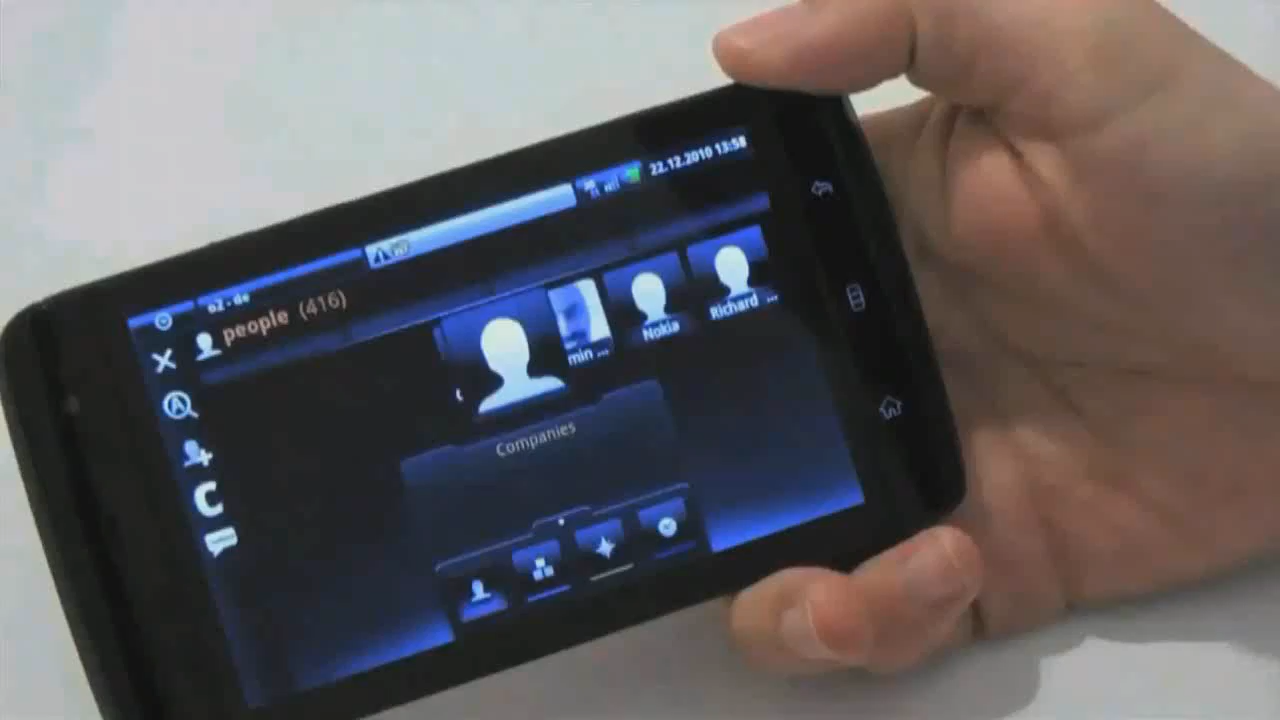 22.12.2010 13:58
o2 - de
people (416)
min ...
Nokia
Richard ...
Companies